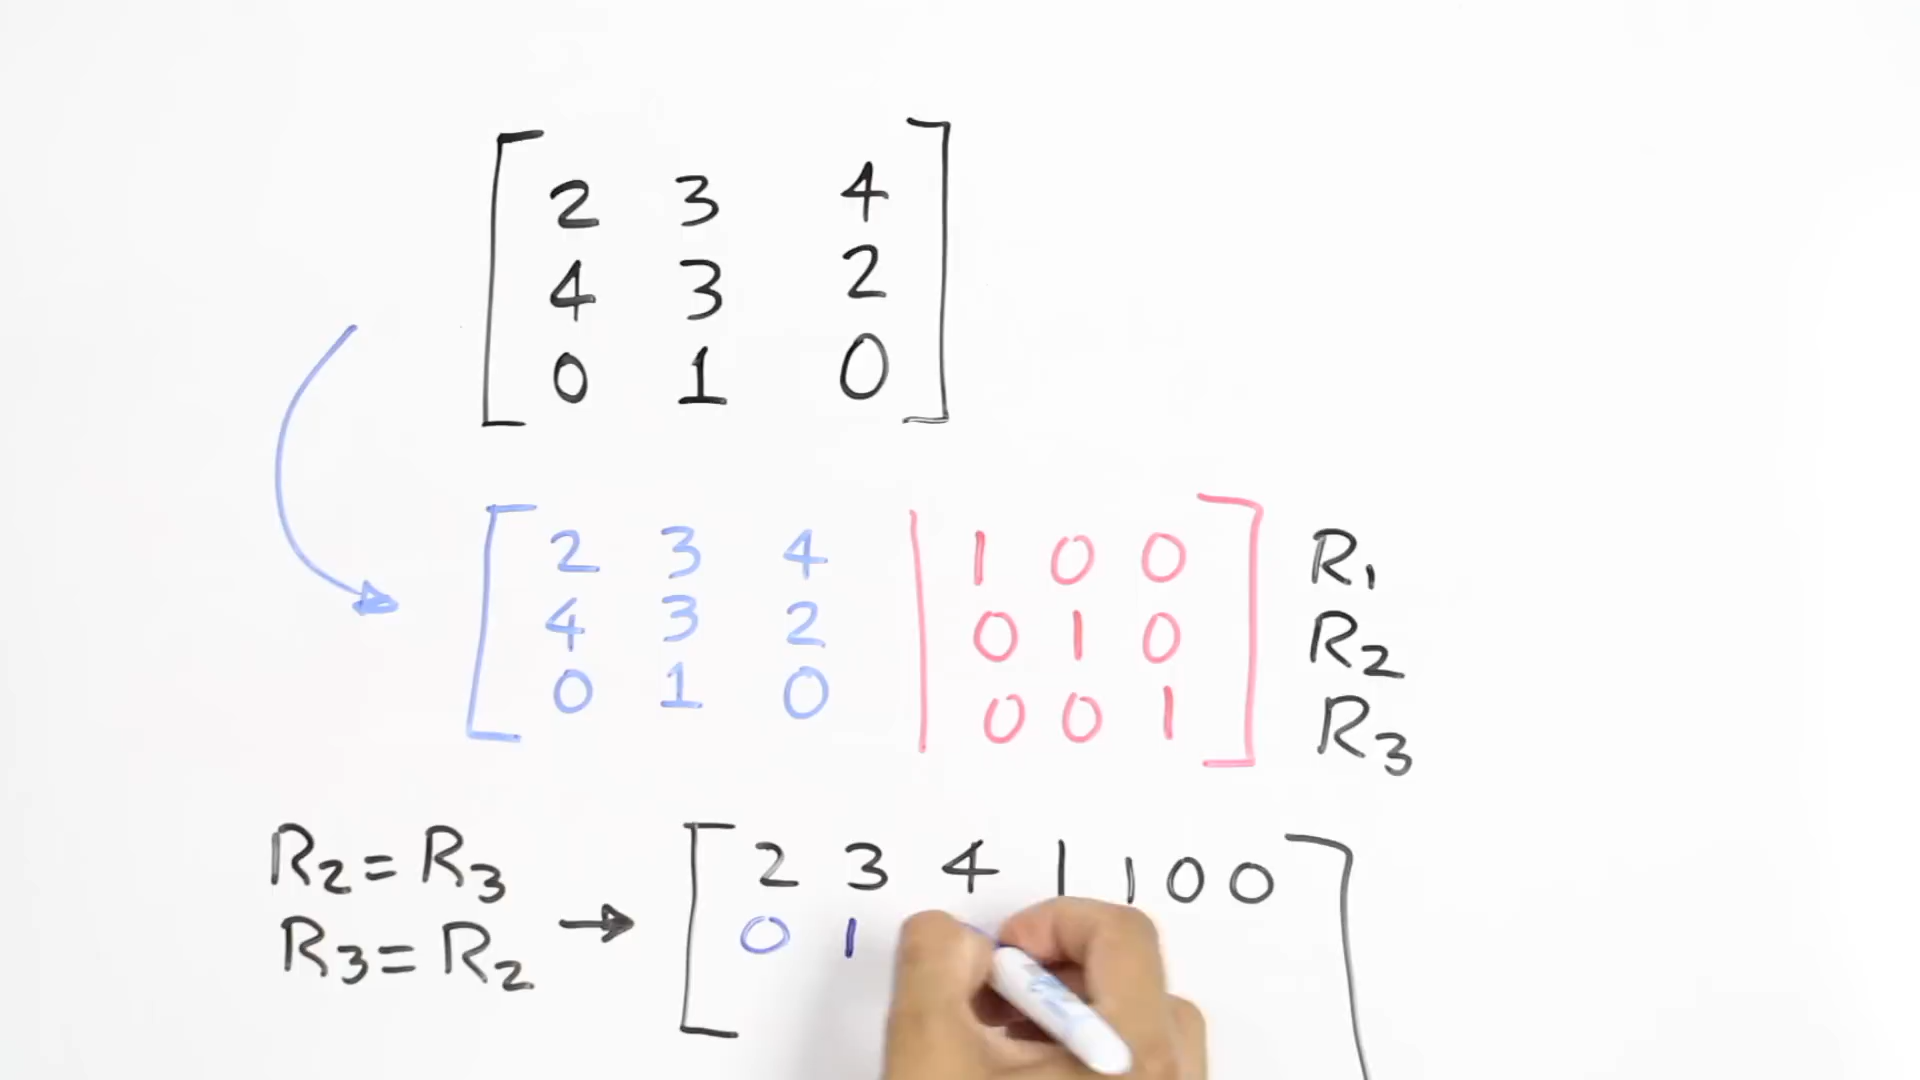 2 3 4
4 3 2
0 1 0
2 3 4 | 1 0 0 R₁
4 3 2 | 0 1 0 R₂
0 1 0 | 0 0 1 R₃
R₂ = R₃
R₃ = R₂
→
2 3 4 | 1 0 0
0 1